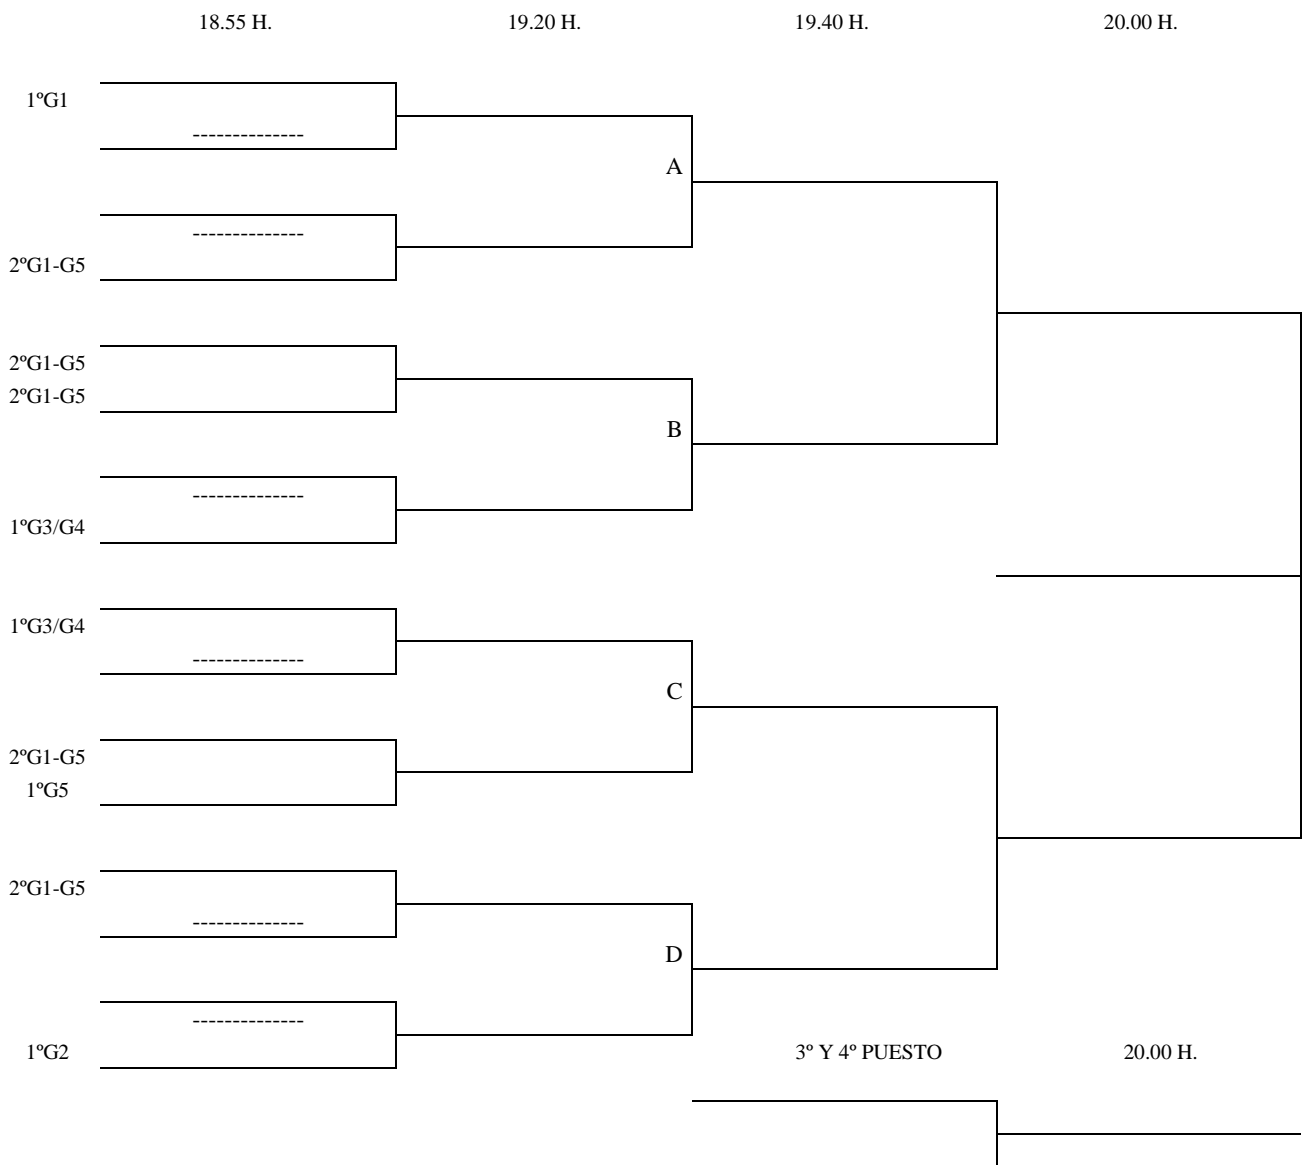 18.55 H. 19.20 H. 19.40 H. 20.00 H.
1ºG1
--------------
A
--------------
2ºG1-G5
2ºG1-G5
2ºG1-G5
B
--------------
1ºG3/G4
1ºG3/G4
--------------
C
2ºG1-G5
1ºG5
2ºG1-G5
--------------
D
--------------
1ºG2 3º Y 4º PUESTO 20.00 H.